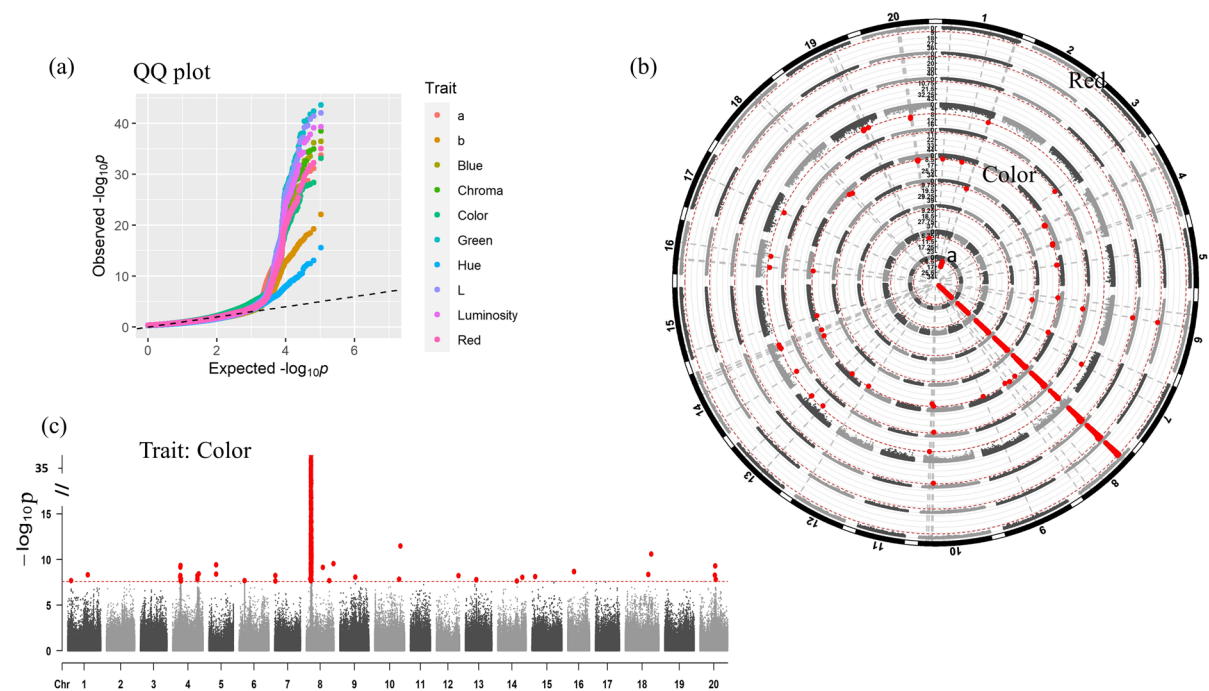 (a)
QQ plot
Observed -log10p
40
30
20
10
0
0
2
4
6
Expected -log10p
Trait
a
b
Blue
Chroma
Color
Green
Hue
L
Luminosity
Red
(b)
1
2
3
4
5
6
7
8
9
10
11
12
13
14
15
16
17
18
19
20
Red
Color
a
(c)
Trait: Color
−log10p
35
15
10
5
0
Chr 1 2 3 4 5 6 7 8 9 10 11 12 13 14 15 16 17 18 19 20